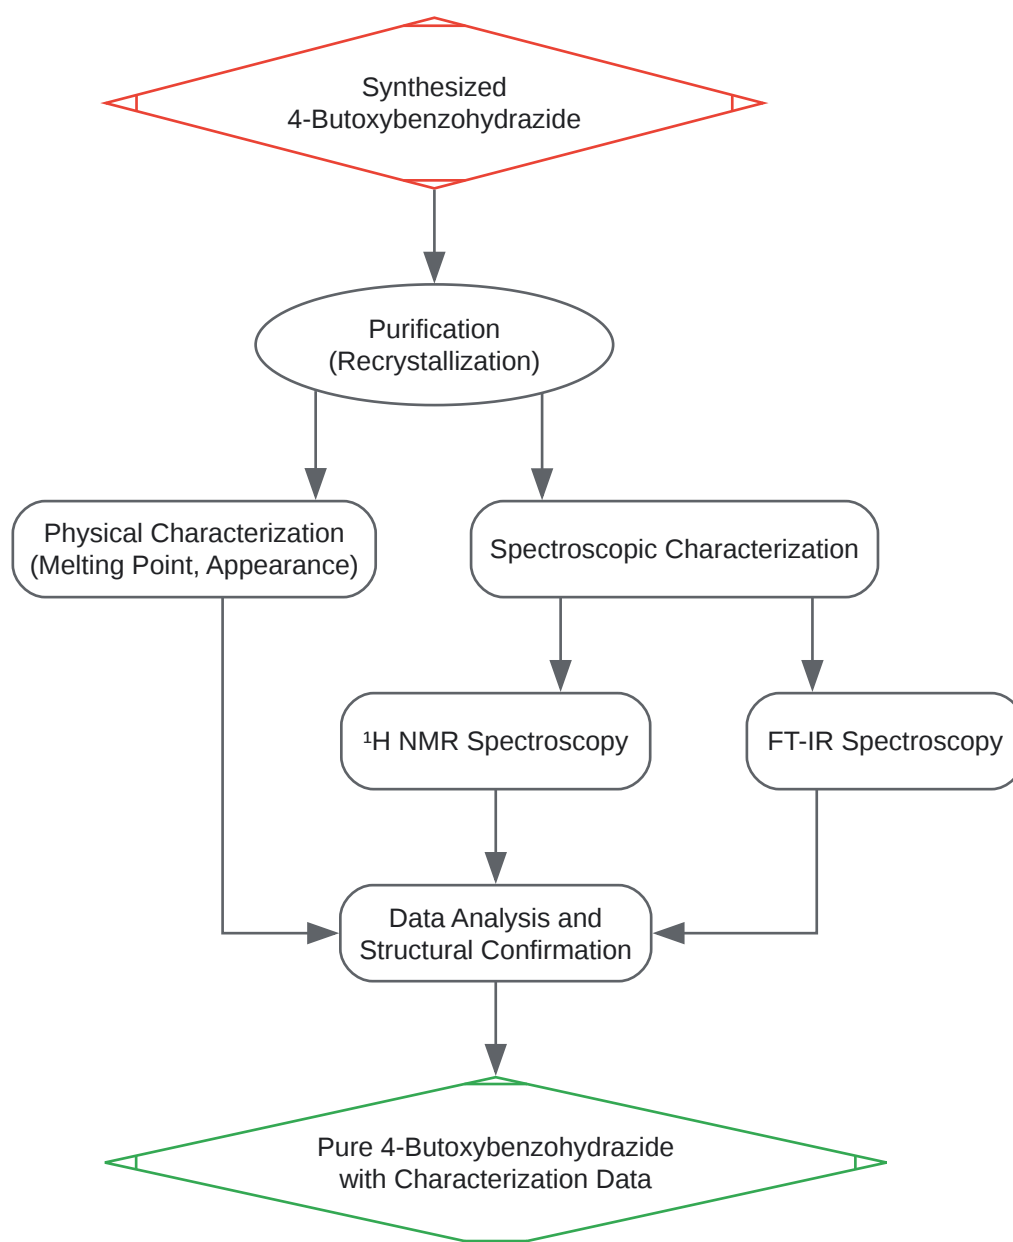 Synthesized
4-Butoxybenzohydrazide
Purification
(Recrystallization)
Physical Characterization
(Melting Point, Appearance)
Spectroscopic Characterization
¹H NMR Spectroscopy
FT-IR Spectroscopy
Data Analysis and
Structural Confirmation
Pure 4-Butoxybenzohydrazide
with Characterization Data